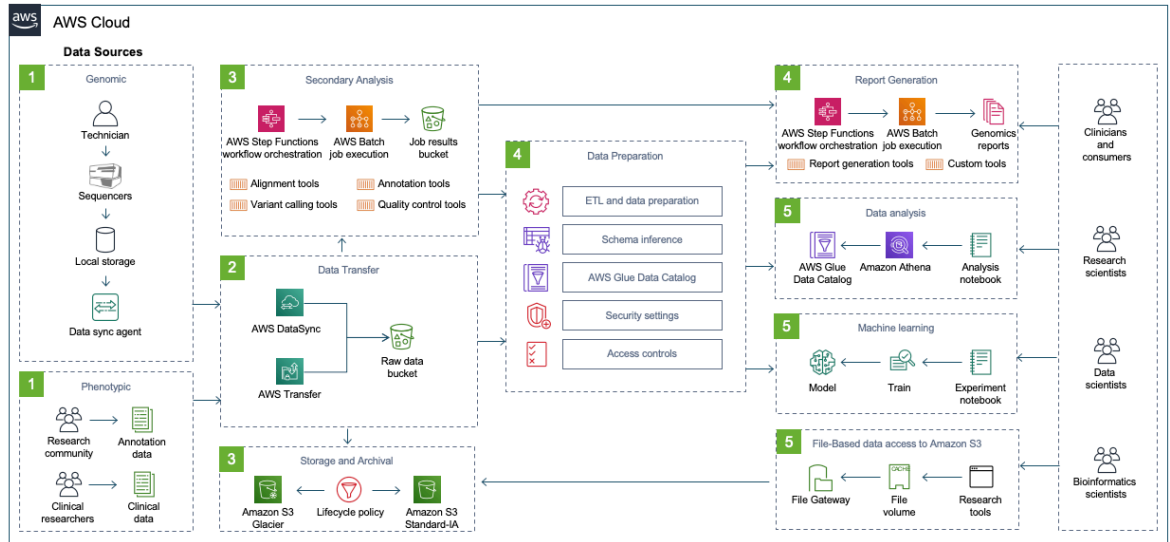 aws
AWS Cloud
Data Sources
1
Genomic
Technician
Sequencers
Local storage
Data sync agent
1
Phenotypic
Research
community
Annotation
data
Clinical
researchers
Clinical
data
3
Secondary Analysis
AWS Step Functions
workflow orchestration
AWS Batch
job execution
Job results
bucket
Alignment tools
Annotation tools
Variant calling tools
Quality control tools
2
Data Transfer
AWS DataSync
AWS Transfer
Raw data
bucket
3
Storage and Archival
Amazon S3
Glacier
Lifecycle policy
Amazon S3
Standard-IA
4
Data Preparation
ETL and data preparation
Schema inference
AWS Glue Data Catalog
Security settings
Access controls
4
Report Generation
AWS Step Functions
workflow orchestration
AWS Batch
job execution
Genomics
reports
Report generation tools
Custom tools
5
Data analysis
AWS Glue
Data Catalog
Amazon Athena
Analysis
notebook
5
Machine learning
Model
Train
Experiment
notebook
5
File-Based data access to Amazon S3
File Gateway
CACHE
File
volume
Research
tools
Clinicians
and
consumers
Research
scientists
Data
scientists
Bioinformatics
scientists